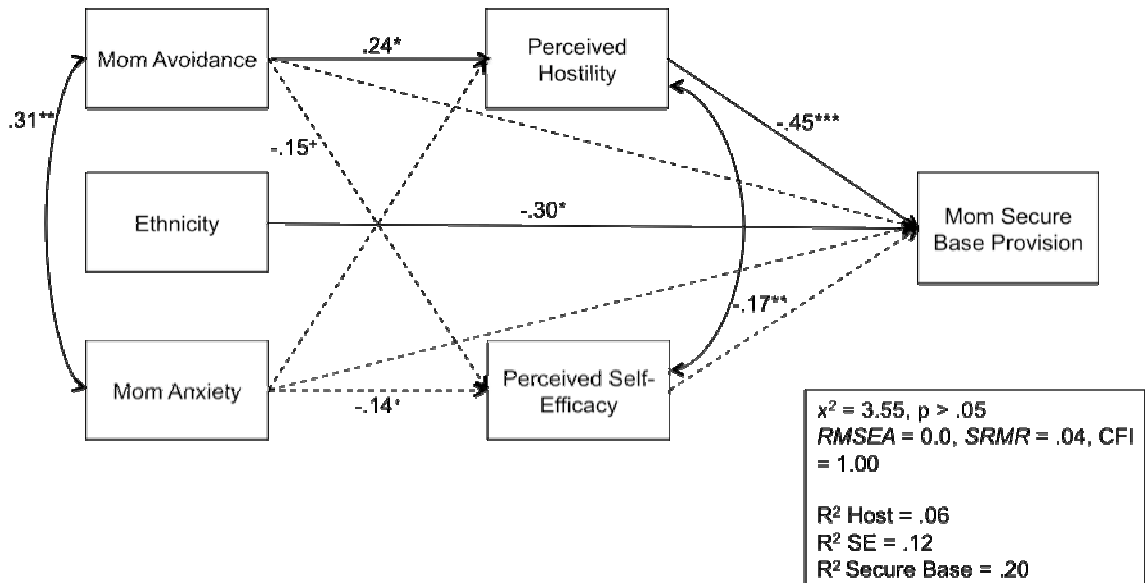 Mom Avoidance
.24*
Perceived
Hostility
.31**
-.15⁺
-.45***
Ethnicity
-.30*
Mom Secure
Base Provision
-.17**
Mom Anxiety
-.14⁺
Perceived Self-
Efficacy
x² = 3.55, p > .05
RMSEA = 0.0, SRMR = .04, CFI
= 1.00
R² Host = .06
R² SE = .12
R² Secure Base = .20